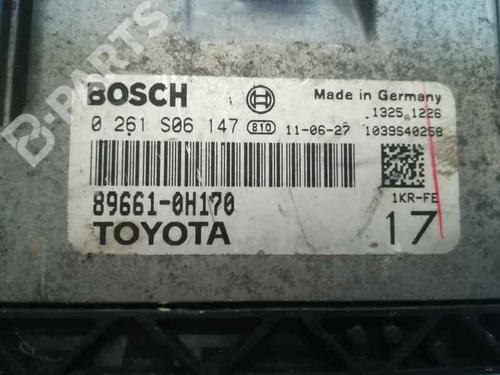 B-PARTS
BOSCH
Made in Germany
0 261 S06 147 810 11-06-27
1325 1226
1039S40258
89661-0H170
1KR-FE
TOYOTA
17